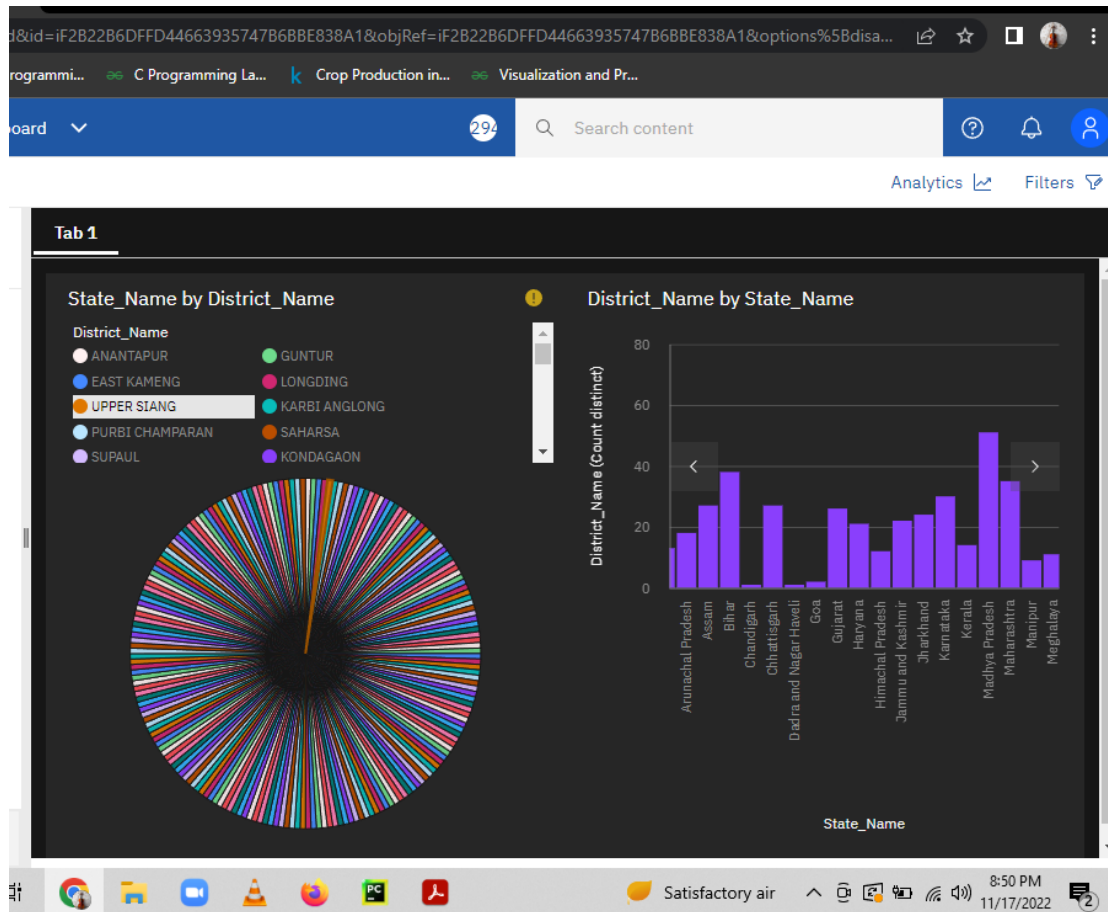 d&id=iF2B22B6DFFD44663935747B6BBE838A1&objRef=iF2B22B6DFFD44663935747B6BBE838A1&options%5Bdisa...
rogrammi... C Programming La... Crop Production in... Visualization and Pr...
oard 294 Search content
Analytics Filters
Tab 1
State_Name by District_Name
District_Name
ANANTAPUR GUNTUR
EAST KAMENG LONGDING
UPPER SIANG KARBI ANGLONG
PURBI CHAMPARAN SAHARSA
SUPAUL KONDAGAON
District_Name by State_Name
District_Name (Count distinct)
80
60
40
20
0
Arunachal Pradesh
Assam
Bihar
Chandigarh
Chhattisgarh
Dadra and Nagar Haveli
Goa
Gujarat
Haryana
Himachal Pradesh
Jammu and Kashmir
Jharkhand
Karnataka
Kerala
Madhya Pradesh
Maharashtra
Manipur
Meghalaya
State_Name
PC
Satisfactory air
8:50 PM
11/17/2022
2